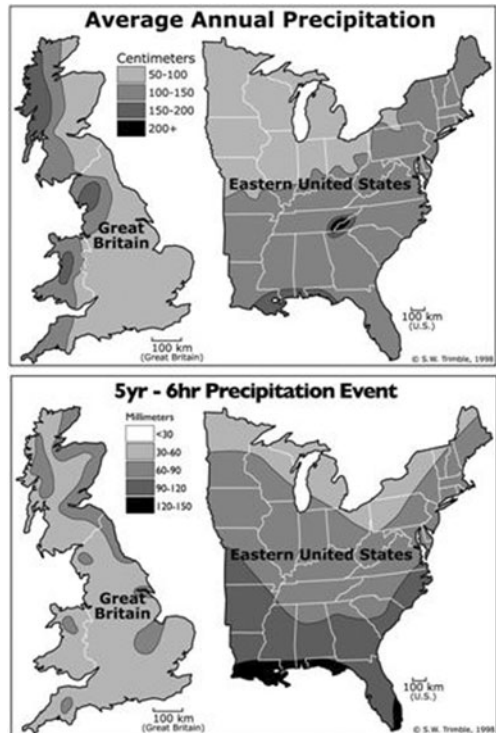 Average Annual Precipitation
Centimeters
50-100
100-150
150-200
200+
Eastern United States
Great
Britain
100 km
(Great Britain)
100 km
(U.S.)
© S.W. Trimble, 1998
5yr - 6hr Precipitation Event
Millimeters
<30
30-60
60-90
90-120
120-150
Eastern United States
Great
Britain
100 km
(Great Britain)
100 km
(U.S.)
© S.W. Trimble, 1998